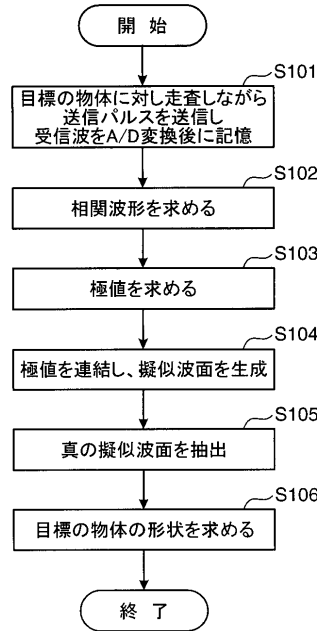 開 始
S101
目標の物体に対し走査しながら
送信パルスを送信し
受信波をA/D変換後に記憶
S102
相関波形を求める
S103
極値を求める
S104
極値を連結し、擬似波面を生成
S105
真の擬似波面を抽出
S106
目標の物体の形状を求める
終 了